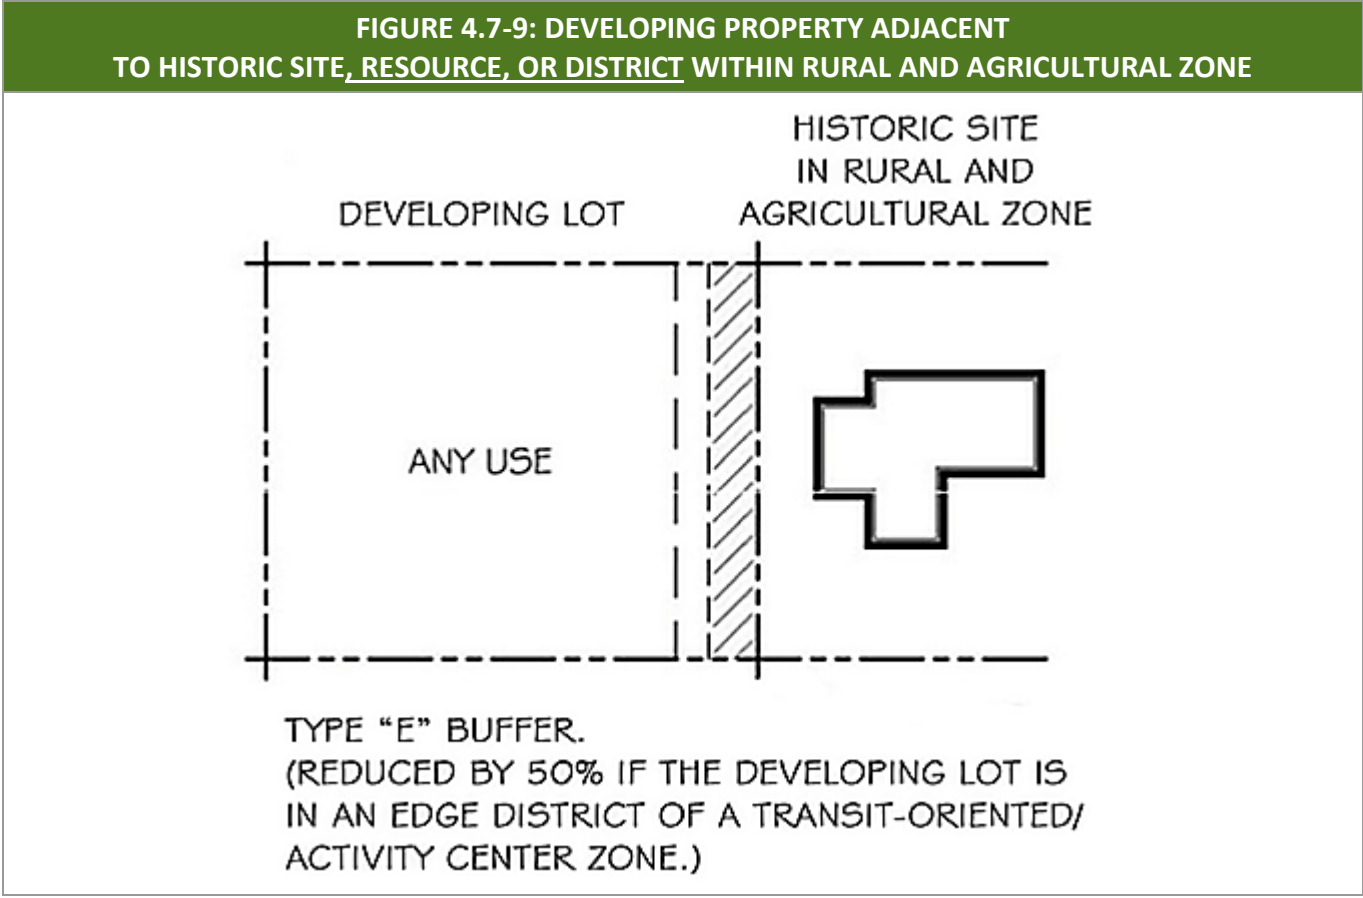 FIGURE 4.7-9: DEVELOPING PROPERTY ADJACENT
TO HISTORIC SITE, RESOURCE, OR DISTRICT WITHIN RURAL AND AGRICULTURAL ZONE
HISTORIC SITE
IN RURAL AND
AGRICULTURAL ZONE
DEVELOPING LOT
ANY USE
TYPE “E” BUFFER.
(REDUCED BY 50% IF THE DEVELOPING LOT IS
IN AN EDGE DISTRICT OF A TRANSIT-ORIENTED/
ACTIVITY CENTER ZONE.)